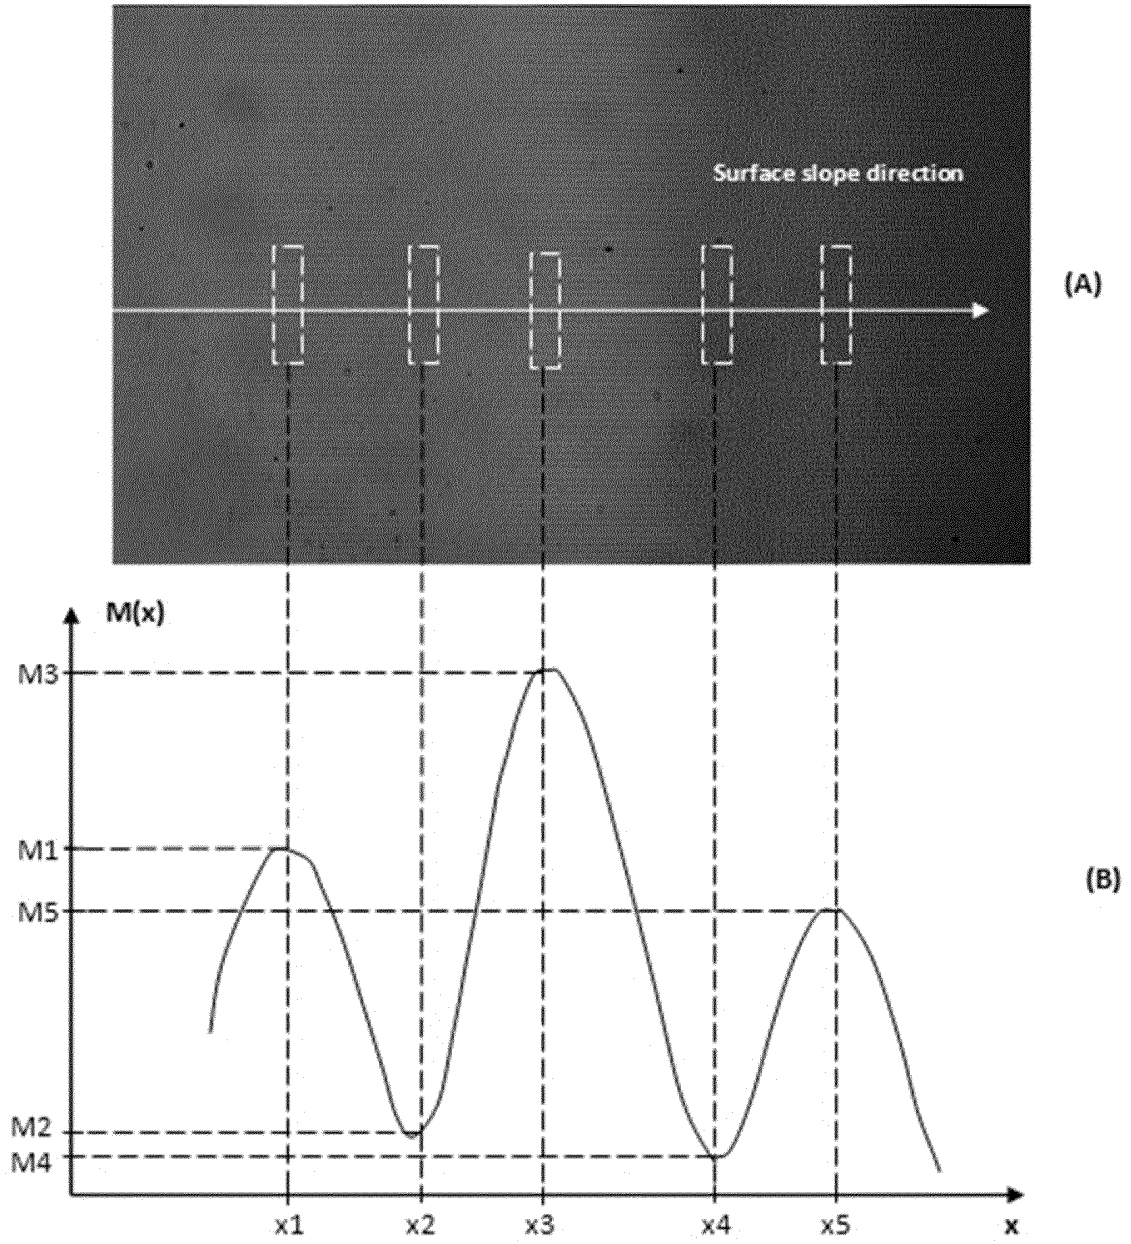 Surface slope direction
(A)
M(x)
M3
M1
M5
(B)
M2
M4
x1 x2 x3 x4 x5 x